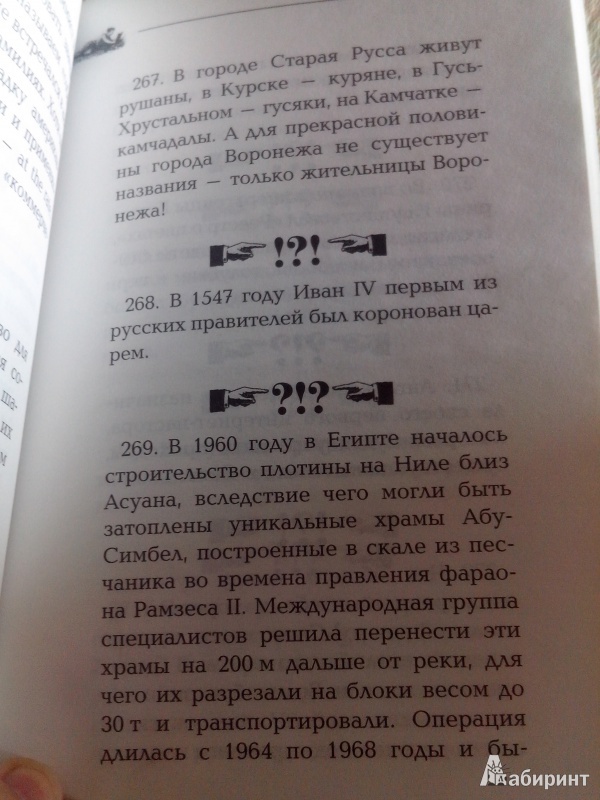 267. В городе Старая Русса живут
рушаны, в Курске — куряне, в Гусь-
Хрустальном — гусяки, на Камчатке —
камчадалы. А для прекрасной полови-
ны города Воронежа не существует
названия — только жительницы Воро-
нежа!
!?!
268. В 1547 году Иван IV первым из
русских правителей был коронован ца-
рем.
?!?
269. В 1960 году в Египте началось
строительство плотины на Ниле близ
Асуана, вследствие чего могли быть
затоплены уникальные храмы Абу-
Симбел, построенные в скале из пес-
чаника во времена правления фарао-
на Рамзеса II. Международная группа
специалистов решила перенести эти
храмы на 200 м дальше от реки, для
чего их разрезали на блоки весом до
30 т и транспортировали. Операция
длилась с 1964 по 1968 годы и бы-
Лабиринт